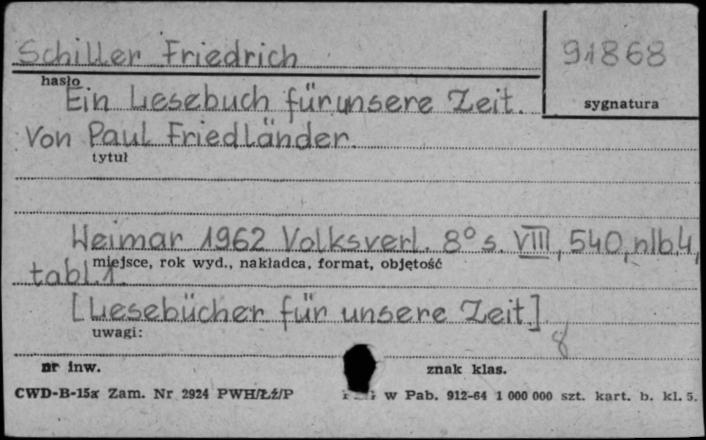 Schiller Friedrich
91868
hasło
sygnatura
Ein Lesebuch für unsere Zeit.
Von Paul Friedländer.
tytuł
Weimar 1962 Volksverl. 8° s. VIII, 540, nlb. 4,
miejsce, rok wyd., nakładca, format, objętość
tabl. 1.
[Lesebücher für unsere Zeit]
uwagi:
8
nr inw.
znak klas.
CWD-B-15a Zam. Nr 2924 PWH/Łź/P
w Pab. 912-64 1 000 000 szt. kart. b. kl. 5.